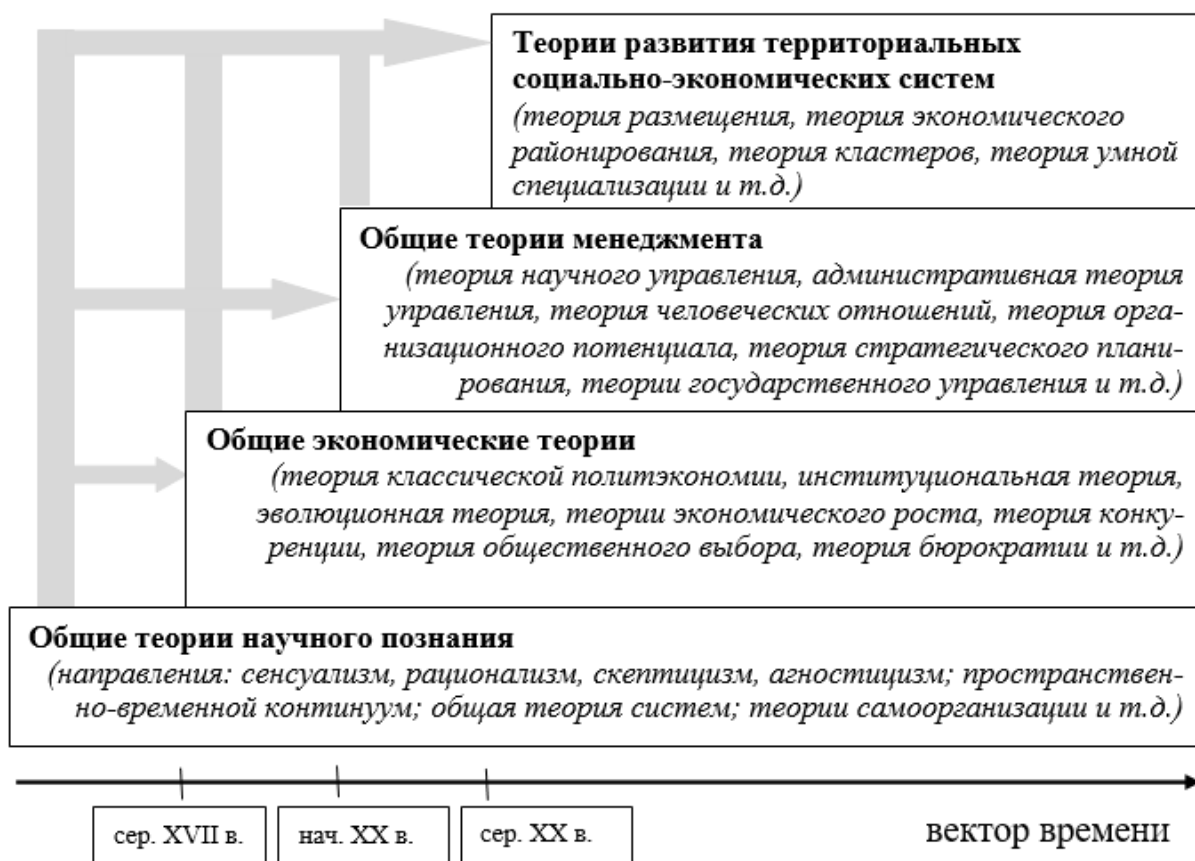 Теории развития территориальных
социально-экономических систем
(теория размещения, теория экономического
районирования, теория кластеров, теория умной
специализации и т.д.)
Общие теории менеджмента
(теория научного управления, административная теория
управления, теория человеческих отношений, теория орга-
низационного потенциала, теория стратегического плани-
рования, теории государственного управления и т.д.)
Общие экономические теории
(теория классической политэкономии, институциональная теория,
эволюционная теория, теории экономического роста, теория конку-
ренции, теория общественного выбора, теория бюрократии и т.д.)
Общие теории научного познания
(направления: сенсуализм, рационализм, скептицизм, агностицизм; пространствен-
но-временной континуум; общая теория систем; теории самоорганизации и т.д.)
сер. XVII в.
нач. XX в.
сер. XX в.
вектор времени